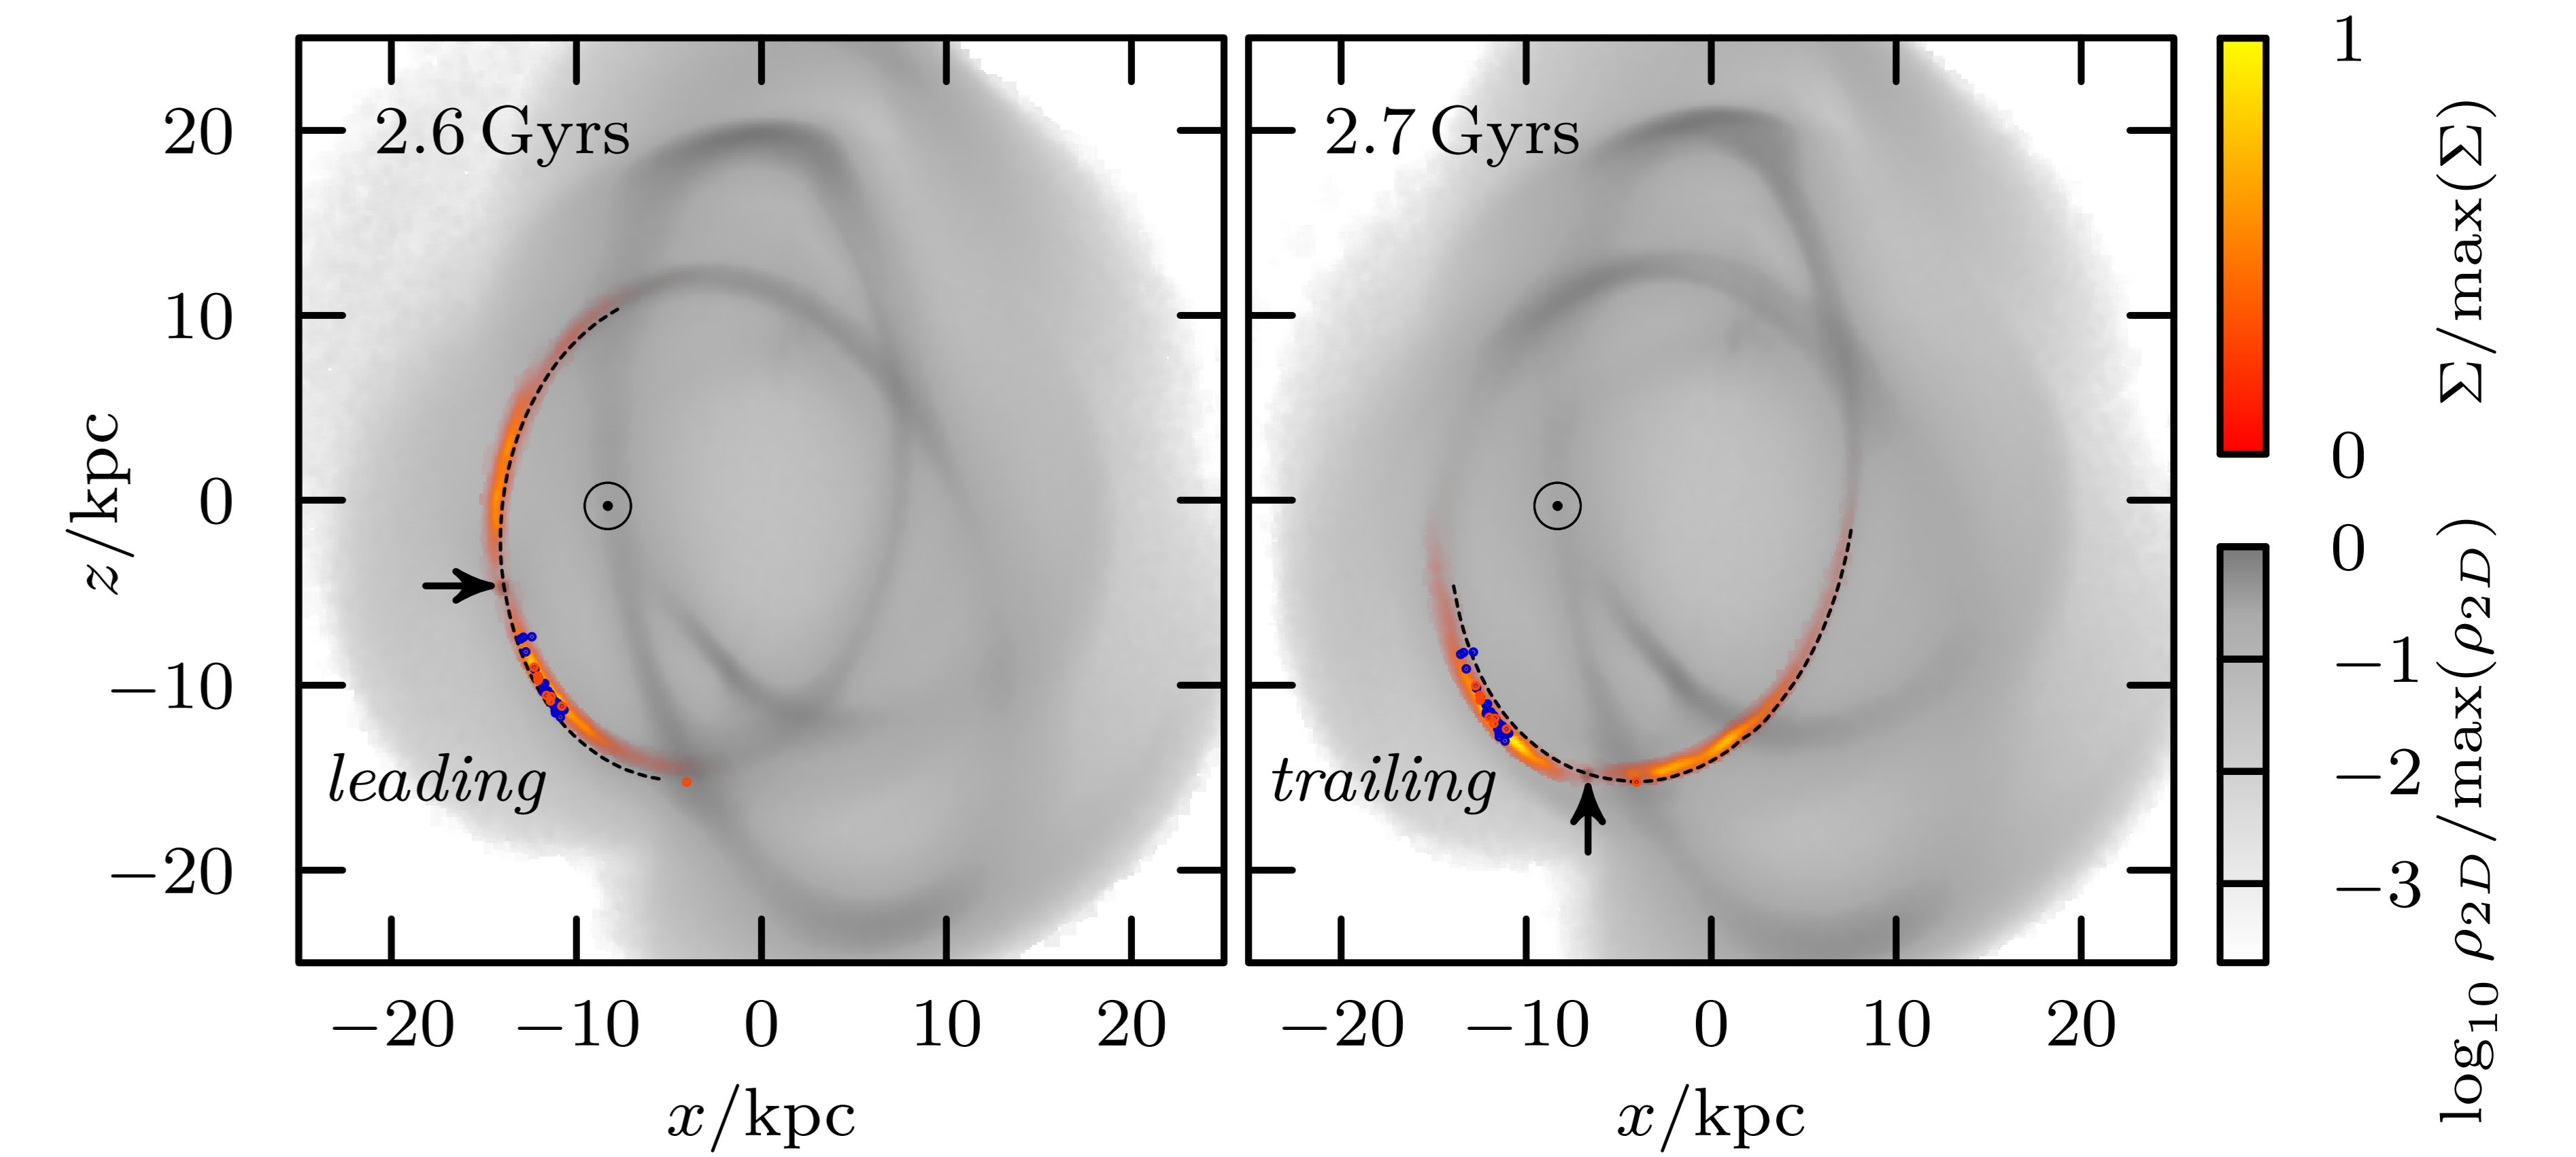 2.6 Gyrs
leading
z/kpc
20
10
0
−10
−20
−20 −10 0 10 20
x/kpc
2.7 Gyrs
trailing
−20 −10 0 10 20
x/kpc
1
0
Σ/max(Σ)
0
−1
−2
−3
log₁₀ ρ₂D/max(ρ₂D)